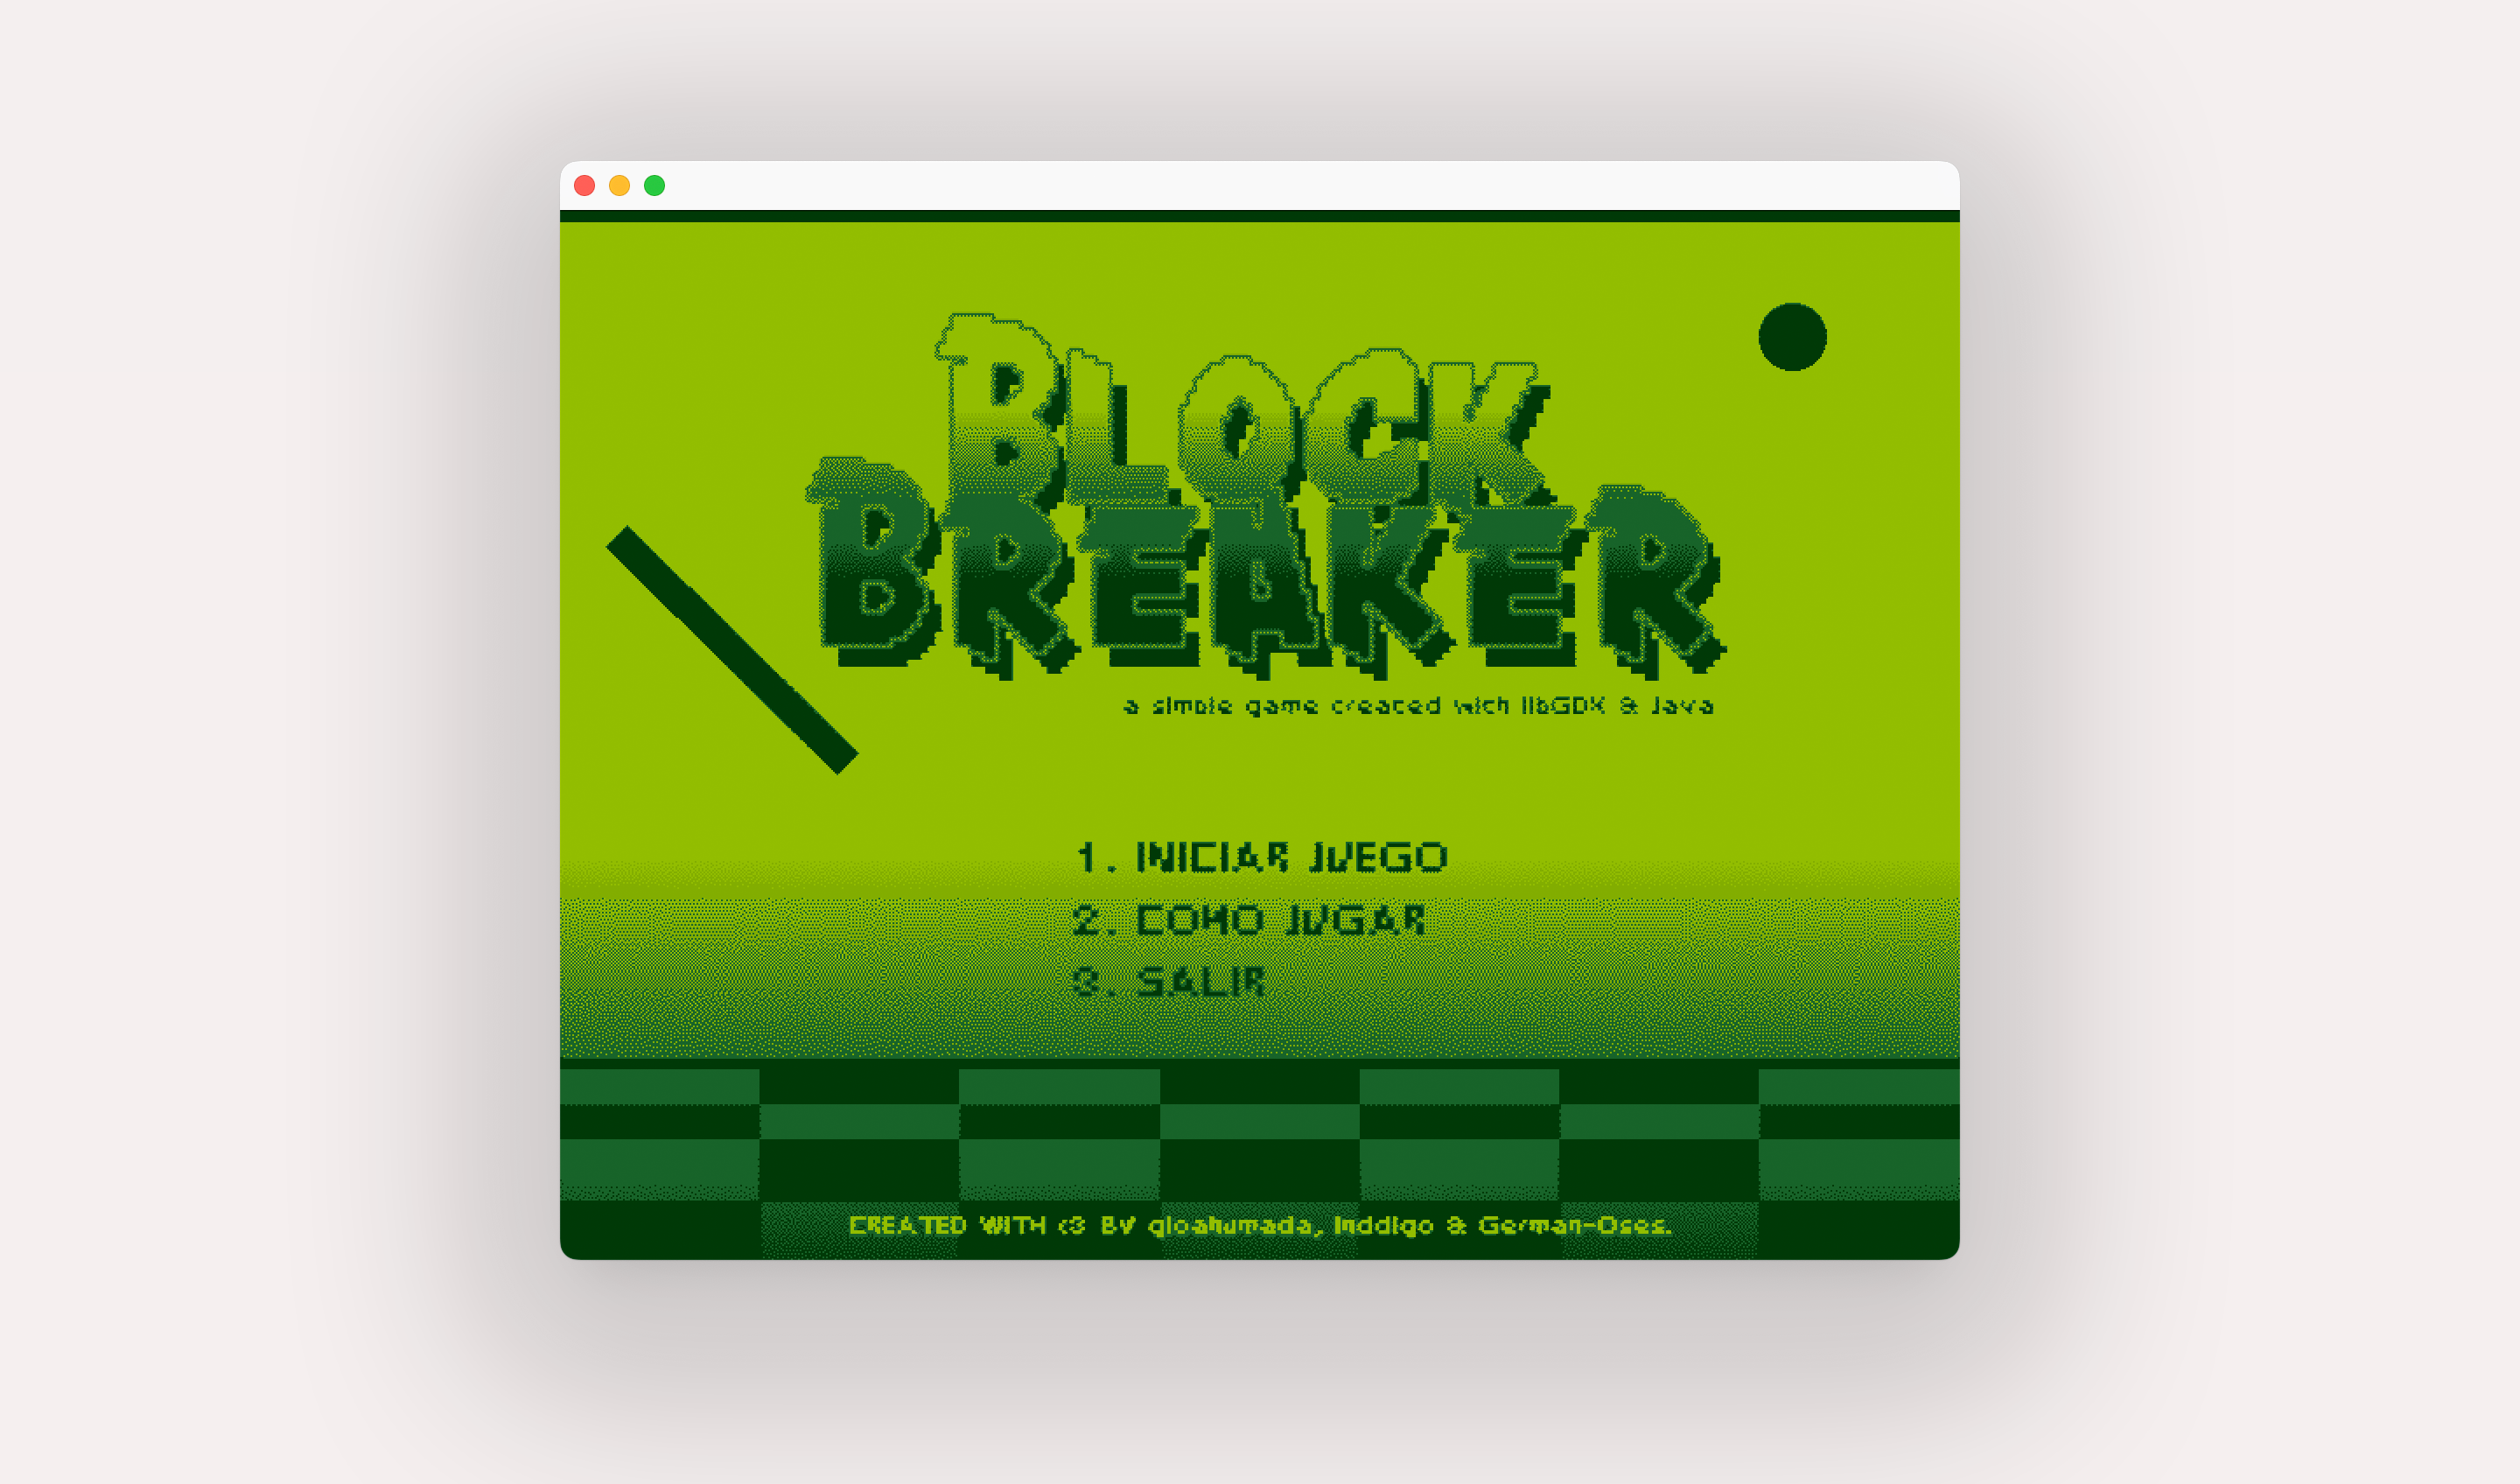 BLOCK
BREAKER
a simple game created with libGDX & Java
1. INICIAR JUEGO
2. COMO JUGAR
3. SALIR
CREATED WITH <3 BY qloahumada, Inddigo & German-Oses.